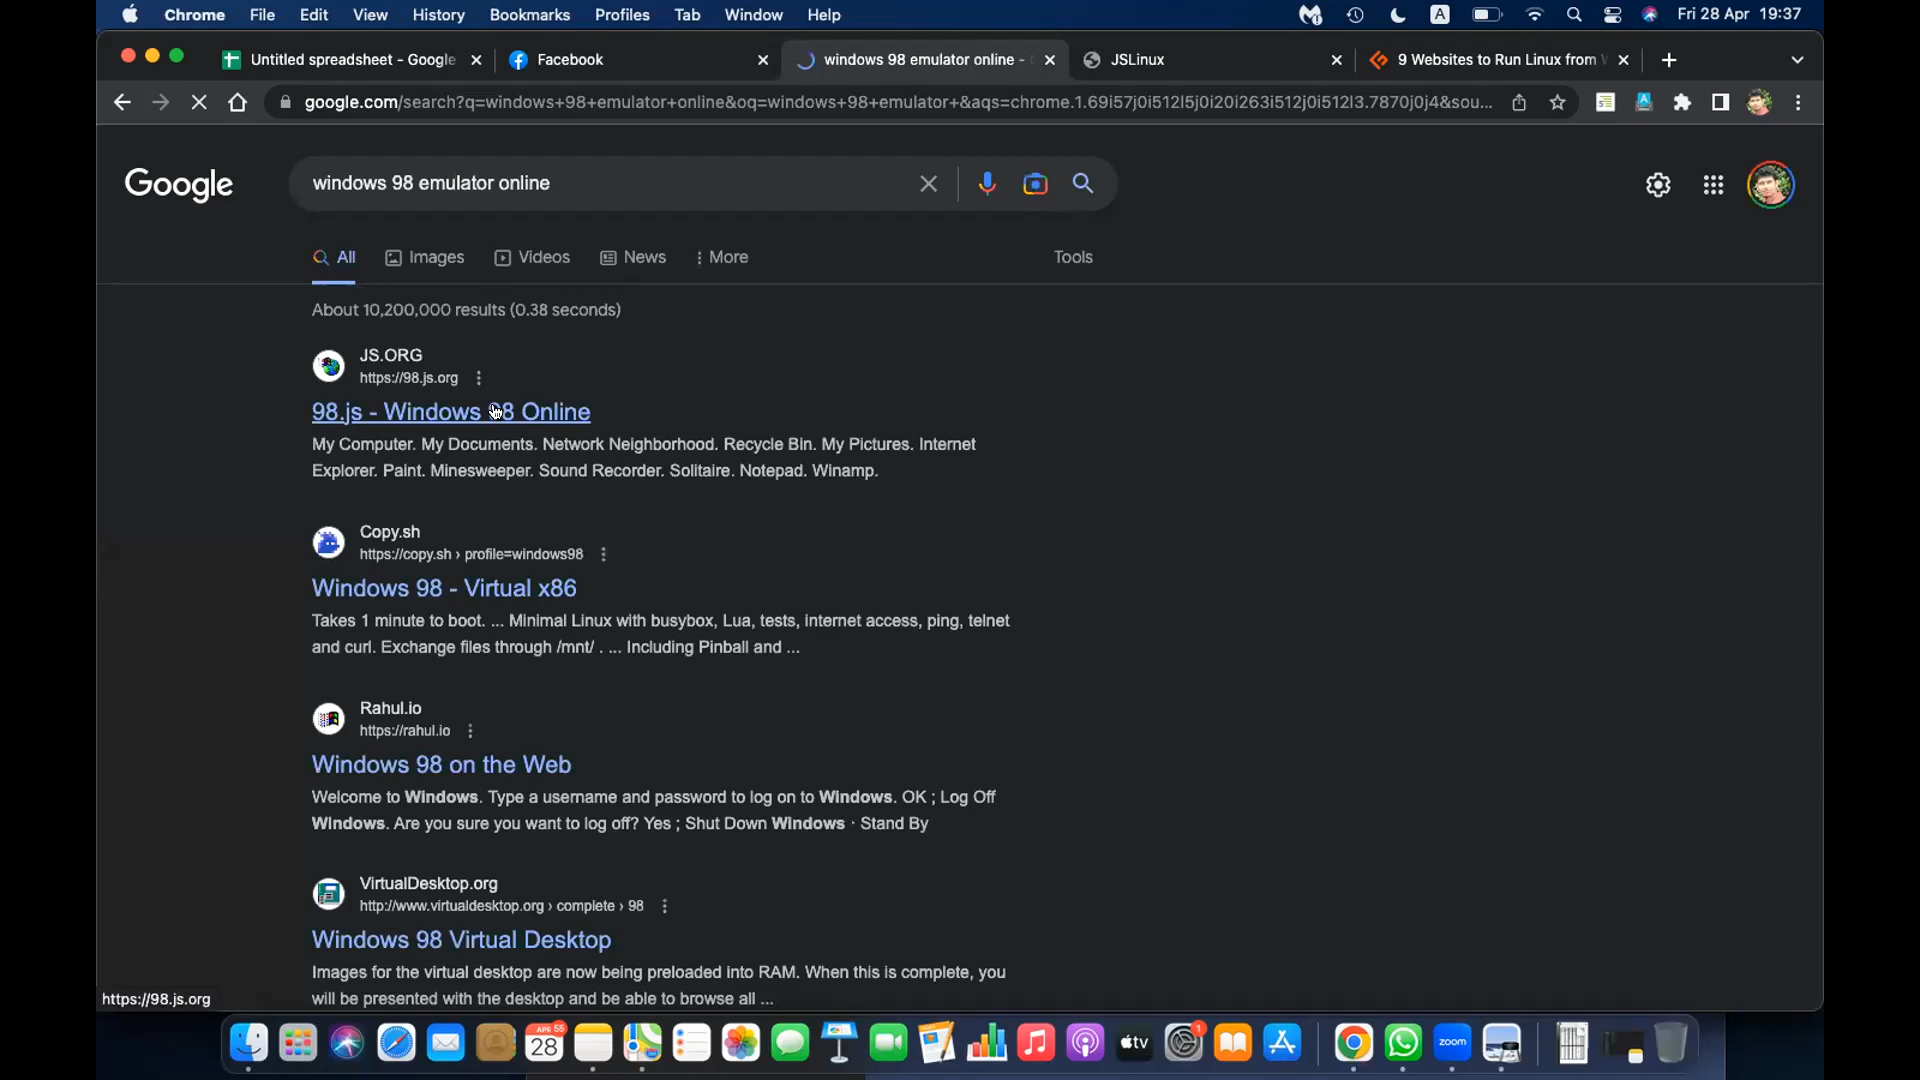 Chrome File Edit View History Bookmarks Profiles Tab Window Help
A Fri 28 Apr 19:37
Untitled spreadsheet - Google
Facebook
windows 98 emulator online -
JSLinux
9 Websites to Run Linux from
google.com/search?q=windows+98+emulator+online&oq=windows+98+emulator+&aqs=chrome.1.69i57j0i512l5j0i20i263i512j0i512l3.7870j0j4&sou...
Google
windows 98 emulator online
All Images Videos News More Tools
About 10,200,000 results (0.38 seconds)
JS.ORG
https://98.js.org
98.js - Windows 98 Online
My Computer. My Documents. Network Neighborhood. Recycle Bin. My Pictures. Internet
Explorer. Paint. Minesweeper. Sound Recorder. Solitaire. Notepad. Winamp.
Copy.sh
https://copy.sh › profile=windows98
Windows 98 - Virtual x86
Takes 1 minute to boot. ... Minimal Linux with busybox, Lua, tests, internet access, ping, telnet
and curl. Exchange files through /mnt/ . ... Including Pinball and ...
Rahul.io
https://rahul.io
Windows 98 on the Web
Welcome to Windows. Type a username and password to log on to Windows. OK ; Log Off
Windows. Are you sure you want to log off? Yes ; Shut Down Windows · Stand By
VirtualDesktop.org
http://www.virtualdesktop.org › complete › 98
Windows 98 Virtual Desktop
Images for the virtual desktop are now being preloaded into RAM. When this is complete, you
will be presented with the desktop and be able to browse all ...
https://98.js.org
APR 28
55
tv
1
zoom